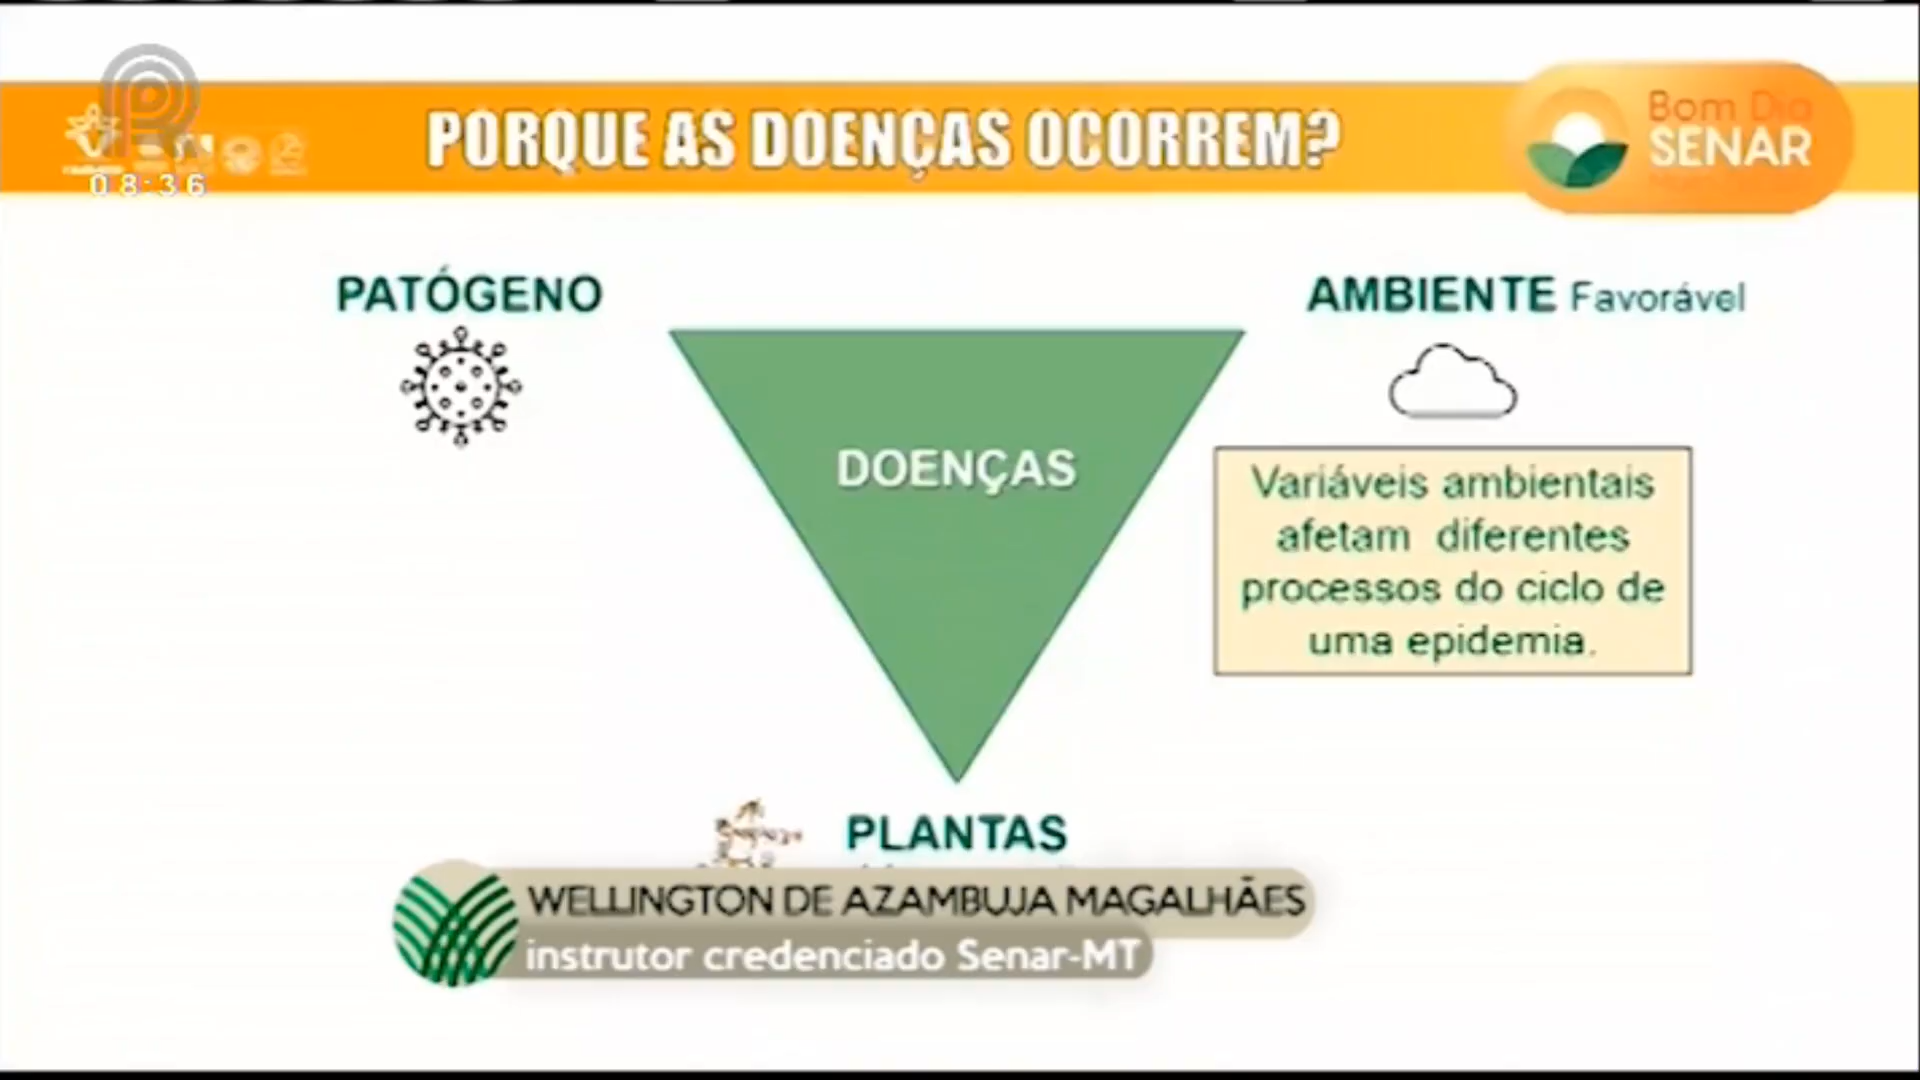 PORQUE AS DOENÇAS OCORREM?
Bom Dia
SENAR
08:36
PATÓGENO
AMBIENTE Favorável
DOENÇAS
Variáveis ambientais
afetam diferentes
processos do ciclo de
uma epidemia.
PLANTAS
WELLINGTON DE AZAMBUJA MAGALHÃES
instrutor credenciado Senar-MT